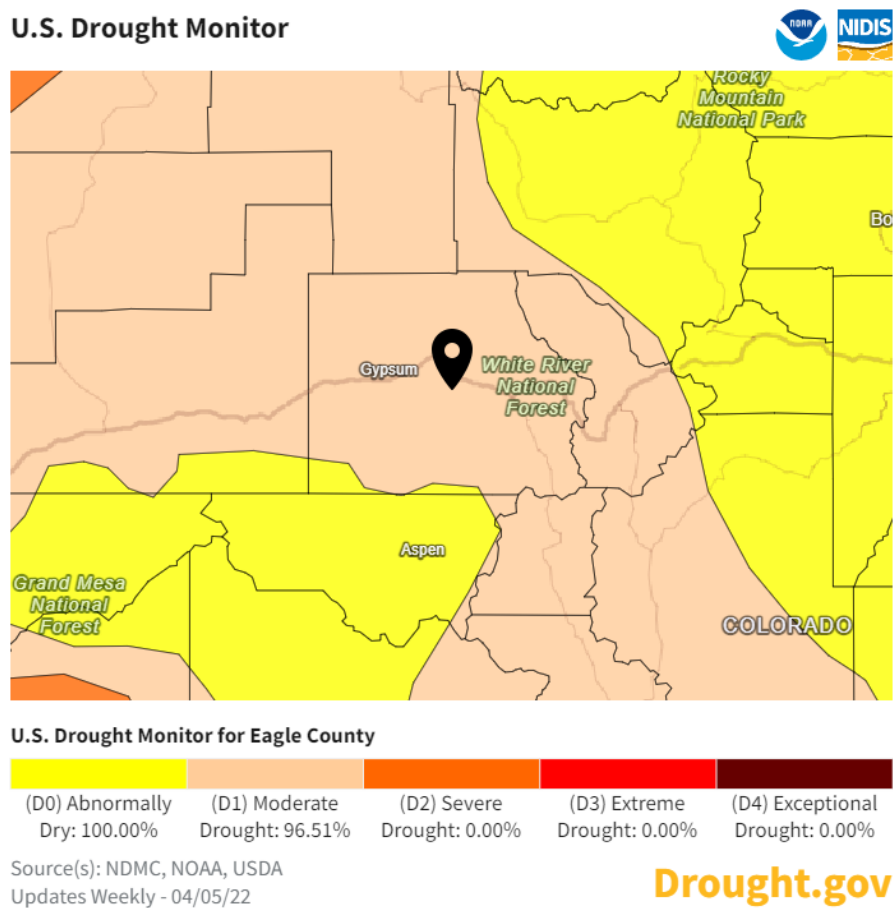 U.S. Drought Monitor
NOAA
NIDIS
Rocky
Mountain
National Park
Bo
Gypsum
White River
National
Forest
Aspen
Grand Mesa
National
Forest
COLORADO
U.S. Drought Monitor for Eagle County
(D0) Abnormally
Dry: 100.00%
(D1) Moderate
Drought: 96.51%
(D2) Severe
Drought: 0.00%
(D3) Extreme
Drought: 0.00%
(D4) Exceptional
Drought: 0.00%
Source(s): NDMC, NOAA, USDA
Updates Weekly - 04/05/22
Drought.gov